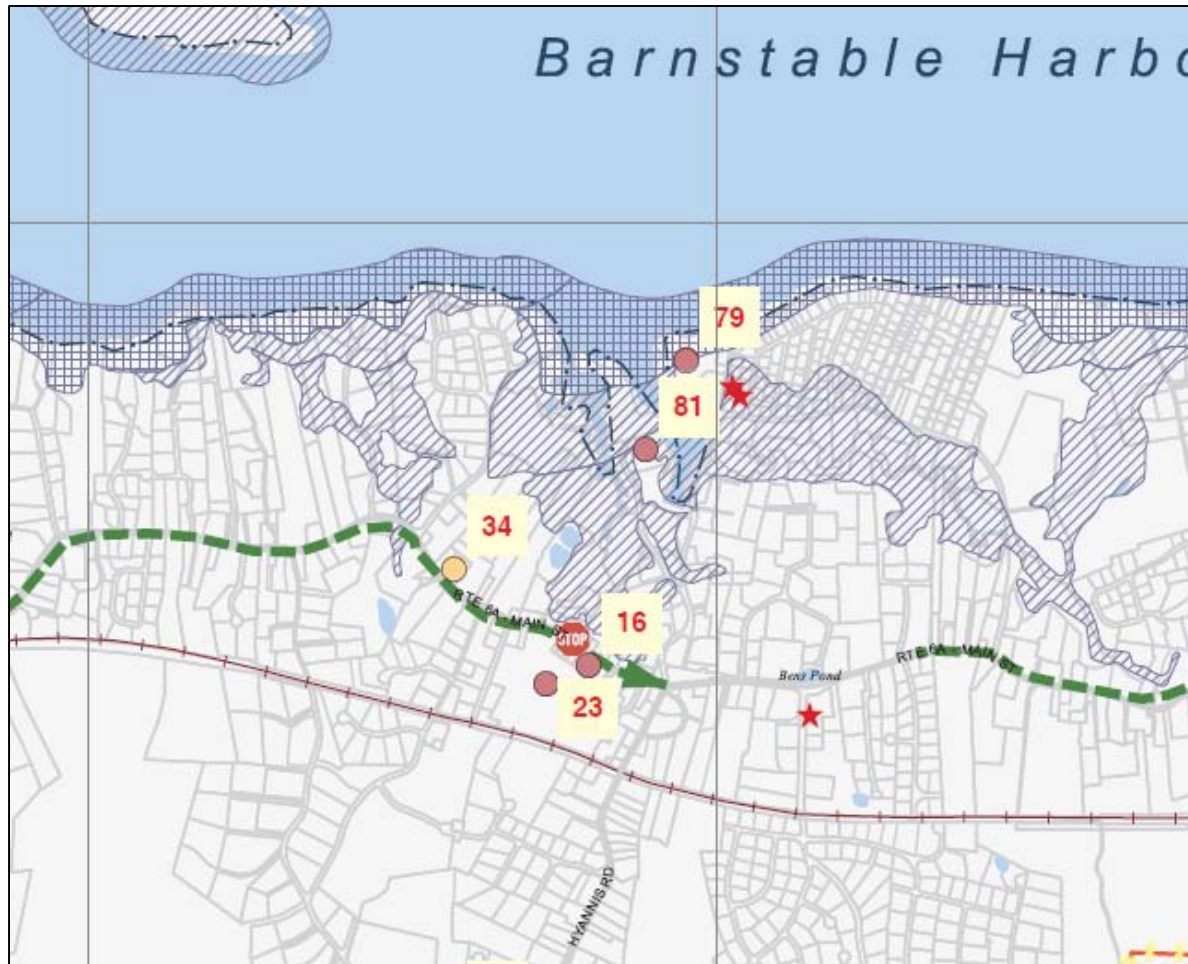 Barnstable Harbo
79
81
34
RTE 6A - MAIN ST
16
STOP
RTE 6A - MAIN ST
Bens Pond
23
HYANNIS RD